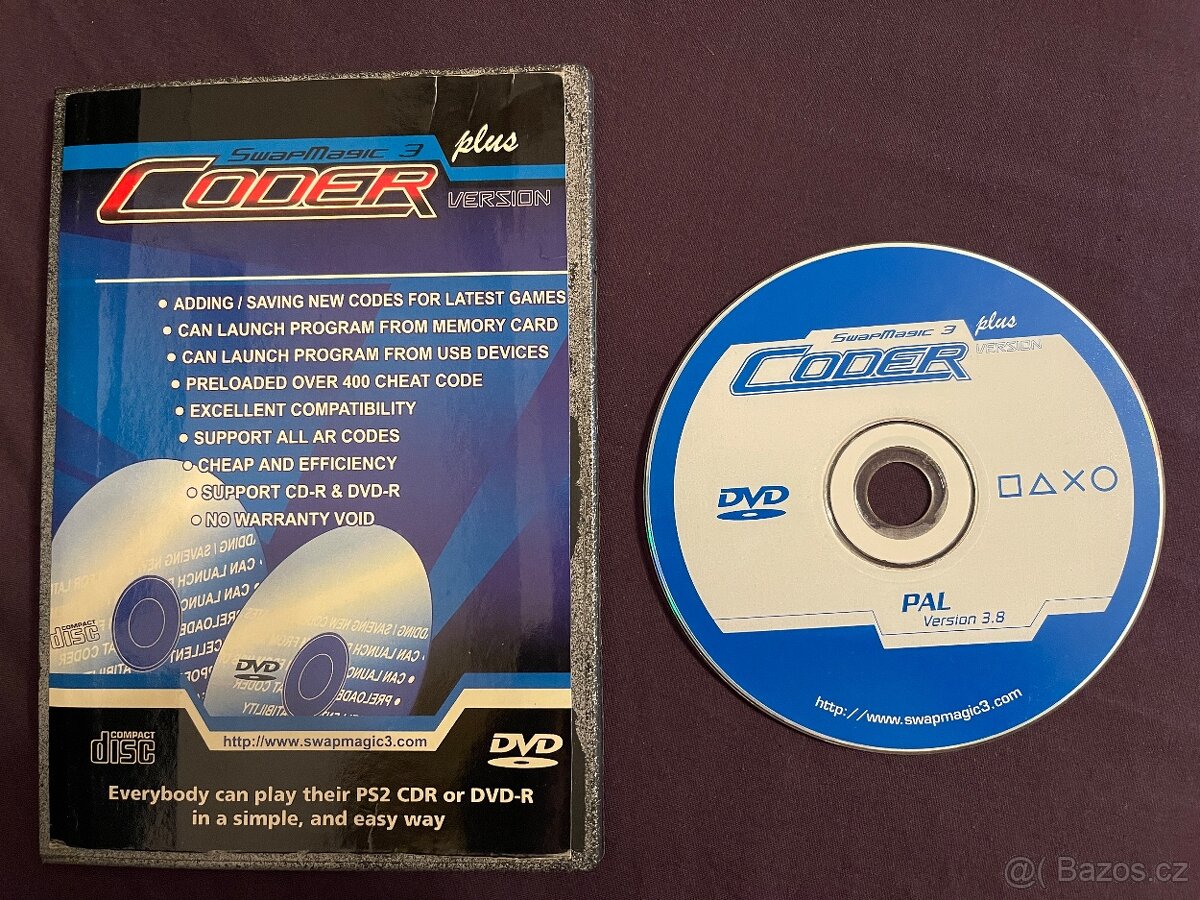 SwapMagic 3 plus
CODER VERSION
• ADDING / SAVING NEW CODES FOR LATEST GAMES
• CAN LAUNCH PROGRAM FROM MEMORY CARD
• CAN LAUNCH PROGRAM FROM USB DEVICES
• PRELOADED OVER 400 CHEAT CODE
• EXCELLENT COMPATIBILITY
• SUPPORT ALL AR CODES
• CHEAP AND EFFICIENCY
• SUPPORT CD-R & DVD-R
• NO WARRANTY VOID
COMPACT
disc
DVD
http://www.swapmagic3.com
COMPACT
disc
DVD
Everybody can play their PS2 CDR or DVD-R
in a simple, and easy way
SwapMagic 3 plus
CODER VERSION
DVD
PAL
Version 3.8
http://www.swapmagic3.com
Bazos.cz